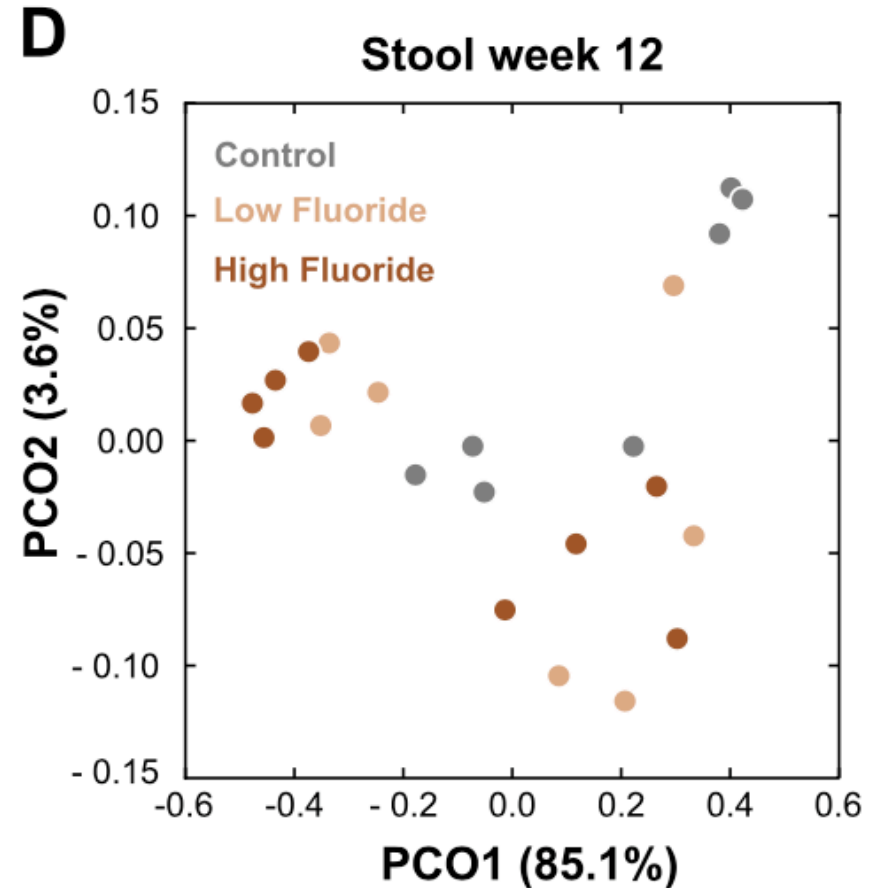 D
Stool week 12
0.15
0.10
0.05
0.00
- 0.05
- 0.10
- 0.15
PCO2 (3.6%)
Control
Low Fluoride
High Fluoride
-0.6 -0.4 - 0.2 0.0 0.2 0.4 0.6
PCO1 (85.1%)